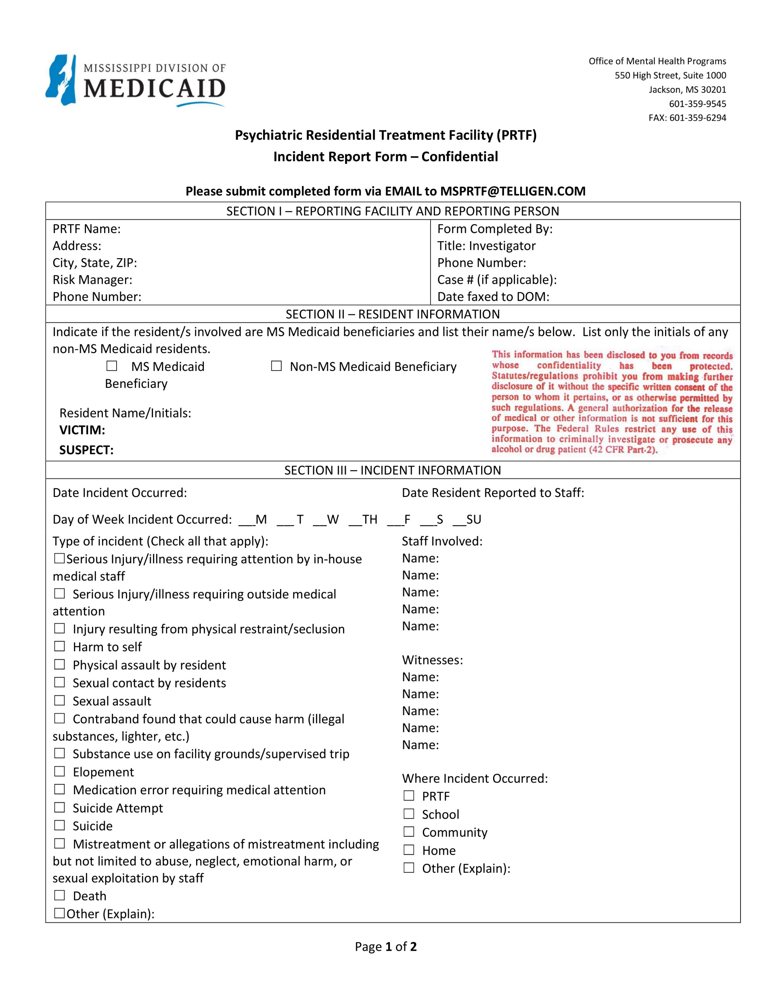 MISSISSIPPI DIVISION OF
MEDICAID
Office of Mental Health Programs
550 High Street, Suite 1000
Jackson, MS 30201
601-359-9545
FAX: 601-359-6294
Psychiatric Residential Treatment Facility (PRTF)
Incident Report Form – Confidential
Please submit completed form via EMAIL to MSPRTF@TELLIGEN.COM
SECTION I – REPORTING FACILITY AND REPORTING PERSON
PRTF Name:
Address:
City, State, ZIP:
Risk Manager:
Phone Number:
Form Completed By:
Title: Investigator
Phone Number:
Case # (if applicable):
Date faxed to DOM:
SECTION II – RESIDENT INFORMATION
Indicate if the resident/s involved are MS Medicaid beneficiaries and list their name/s below.  List only the initials of any
non-MS Medicaid residents.
☐ MS Medicaid
Beneficiary
☐ Non-MS Medicaid Beneficiary
Resident Name/Initials:
VICTIM:
SUSPECT:
This information has been disclosed to you from records
whose confidentiality has been protected.
Statutes/regulations prohibit you from making further
disclosure of it without the specific written consent of the
person to whom it pertains, or as otherwise permitted by
such regulations. A general authorization for the release
of medical or other information is not sufficient for this
purpose. The Federal Rules restrict any use of this
information to criminally investigate or prosecute any
alcohol or drug patient (42 CFR Part-2).
SECTION III – INCIDENT INFORMATION
Date Incident Occurred:
Date Resident Reported to Staff:
Day of Week Incident Occurred: ___M ___ T __W __TH ___F ___S __SU
Type of incident (Check all that apply):
☐Serious Injury/illness requiring attention by in-house
medical staff
☐ Serious Injury/illness requiring outside medical
attention
☐ Injury resulting from physical restraint/seclusion
☐ Harm to self
☐ Physical assault by resident
☐ Sexual contact by residents
☐ Sexual assault
☐ Contraband found that could cause harm (illegal
substances, lighter, etc.)
☐ Substance use on facility grounds/supervised trip
☐ Elopement
☐ Medication error requiring medical attention
☐ Suicide Attempt
☐ Suicide
☐ Mistreatment or allegations of mistreatment including
but not limited to abuse, neglect, emotional harm, or
sexual exploitation by staff
☐ Death
☐Other (Explain):
Staff Involved:
Name:
Name:
Name:
Name:
Name:
Witnesses:
Name:
Name:
Name:
Name:
Name:
Where Incident Occurred:
☐ PRTF
☐ School
☐ Community
☐ Home
☐ Other (Explain):
Page 1 of 2